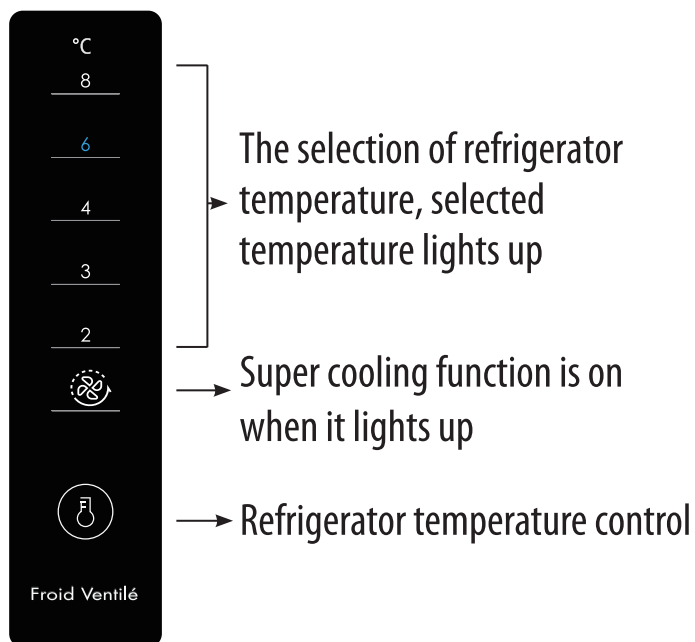 °C
8
6
4
3
2
The selection of refrigerator
temperature, selected
temperature lights up
Super cooling function is on
when it lights up
F
Refrigerator temperature control
Froid Ventilé